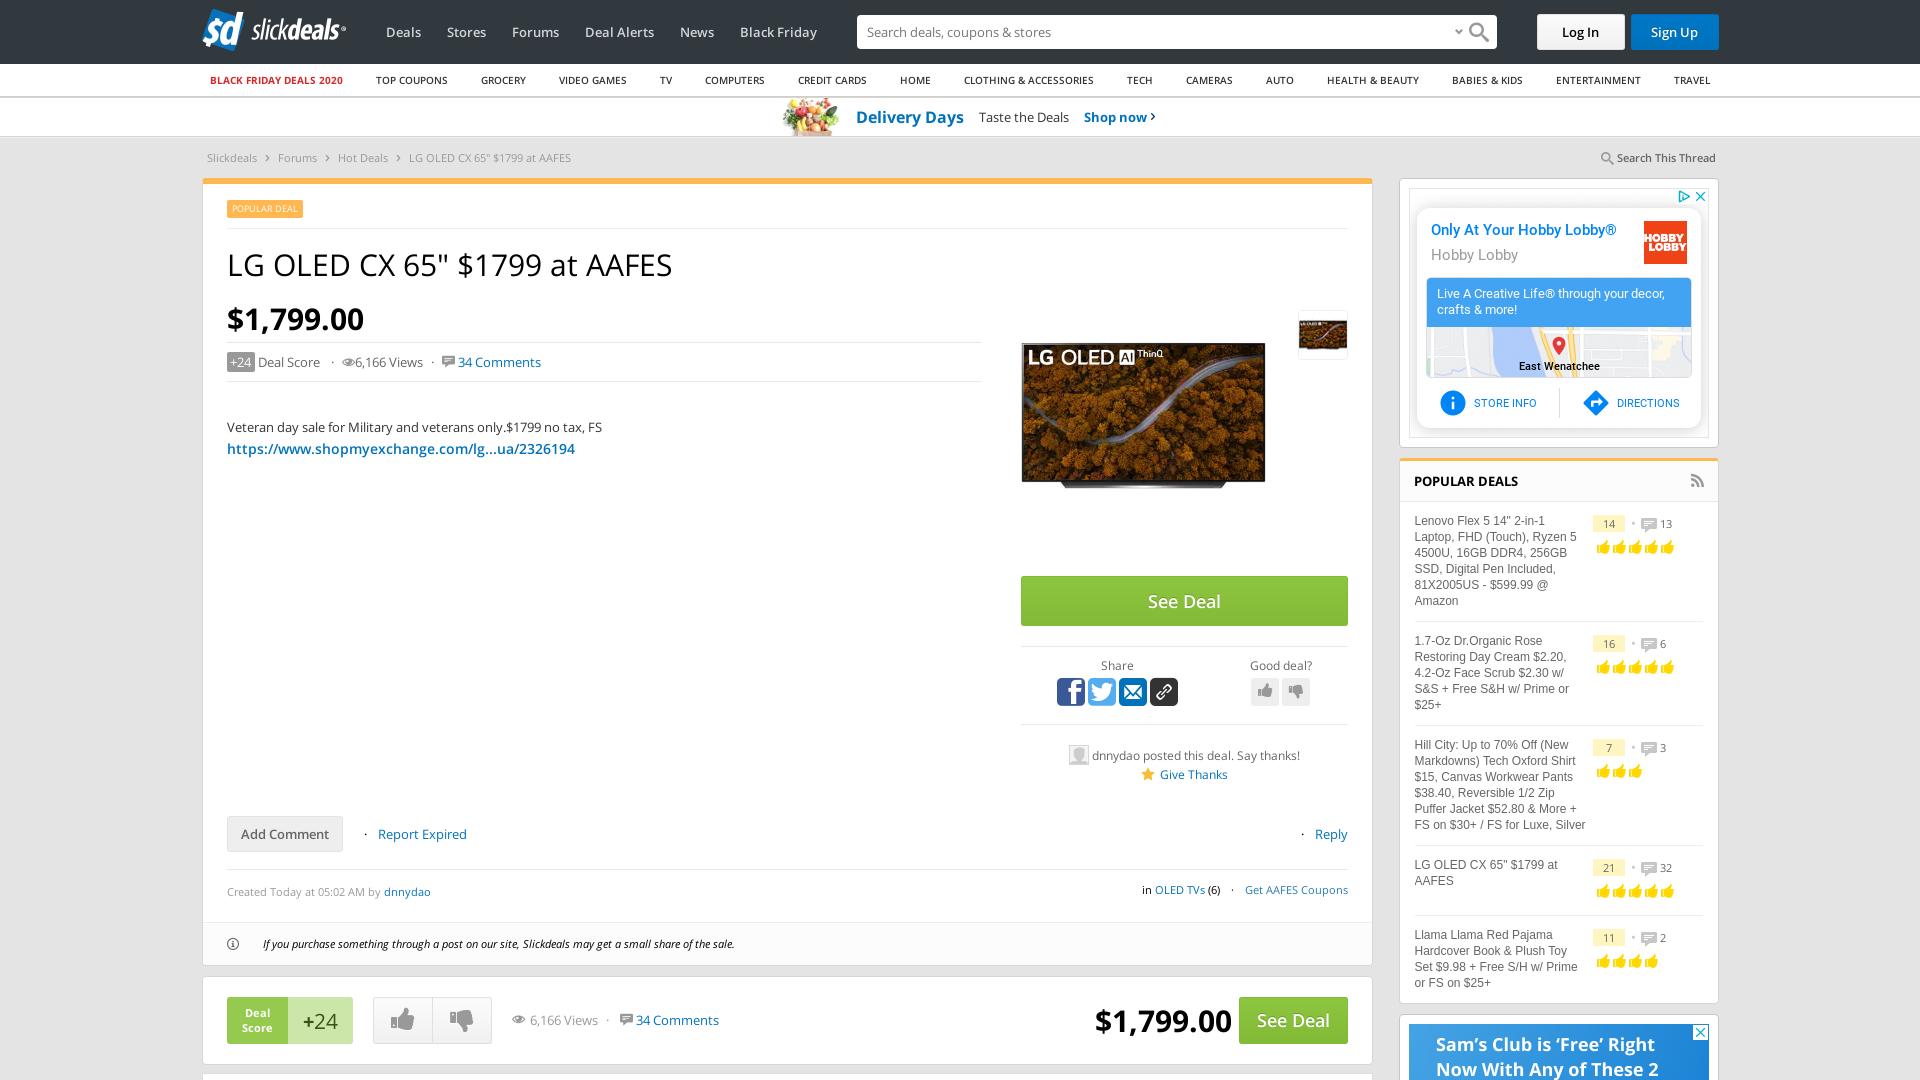 sd slickdeals
Deals Stores Forums Deal Alerts News Black Friday
Search deals, coupons & stores
Log In
Sign Up
BLACK FRIDAY DEALS 2020 TOP COUPONS GROCERY VIDEO GAMES TV COMPUTERS CREDIT CARDS HOME CLOTHING & ACCESSORIES TECH CAMERAS AUTO HEALTH & BEAUTY BABIES & KIDS ENTERTAINMENT TRAVEL
Delivery Days Taste the Deals Shop now ›
Slickdeals › Forums › Hot Deals › LG OLED CX 65" $1799 at AAFES
Search This Thread
POPULAR DEAL
LG OLED CX 65" $1799 at AAFES
$1,799.00
+24 Deal Score · 6,166 Views · 34 Comments
Veteran day sale for Military and veterans only.$1799 no tax, FS
https://www.shopmyexchange.com/lg...ua/2326194
LG OLED AI ThinQ
See Deal
Share
Good deal?
dnnydao posted this deal. Say thanks!
Give Thanks
Add Comment
· Report Expired
· Reply
Created Today at 05:02 AM by dnnydao
in OLED TVs (6) · Get AAFES Coupons
If you purchase something through a post on our site, Slickdeals may get a small share of the sale.
Deal
Score
+24
6,166 Views · 34 Comments
$1,799.00
See Deal
Only At Your Hobby Lobby®
Hobby Lobby
HOBBY
LOBBY
Live A Creative Life® through your decor,
crafts & more!
East Wenatchee
STORE INFO
DIRECTIONS
POPULAR DEALS
Lenovo Flex 5 14" 2-in-1
Laptop, FHD (Touch), Ryzen 5
4500U, 16GB DDR4, 256GB
SSD, Digital Pen Included,
81X2005US - $599.99 @
Amazon
14 · 13
1.7-Oz Dr.Organic Rose
Restoring Day Cream $2.20,
4.2-Oz Face Scrub $2.30 w/
S&S + Free S&H w/ Prime or
$25+
16 · 6
Hill City: Up to 70% Off (New
Markdowns) Tech Oxford Shirt
$15, Canvas Workwear Pants
$38.40, Reversible 1/2 Zip
Puffer Jacket $52.80 & More +
FS on $30+ / FS for Luxe, Silver
7 · 3
LG OLED CX 65" $1799 at
AAFES
21 · 32
Llama Llama Red Pajama
Hardcover Book & Plush Toy
Set $9.98 + Free S/H w/ Prime
or FS on $25+
11 · 2
Sam's Club is 'Free' Right
Now With Any of These 2